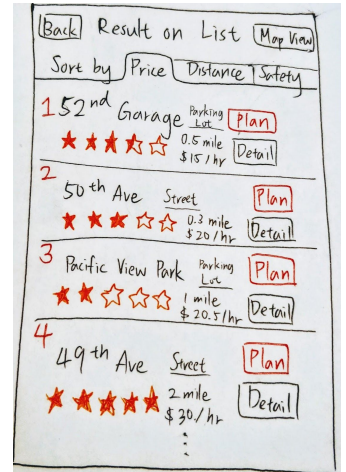 Back Result on List Map View
Sort by Price Distance Safety
1 52nd Garage Parking Lot Plan
0.5 mile
$15/hr Detail
2
50th Ave Street Plan
0.3 mile
$20/hr Detail
3
Pacific View Park Parking Lot Plan
1 mile
$20.5/hr Detail
4
49th Ave Street Plan
2 mile
$30/hr Detail